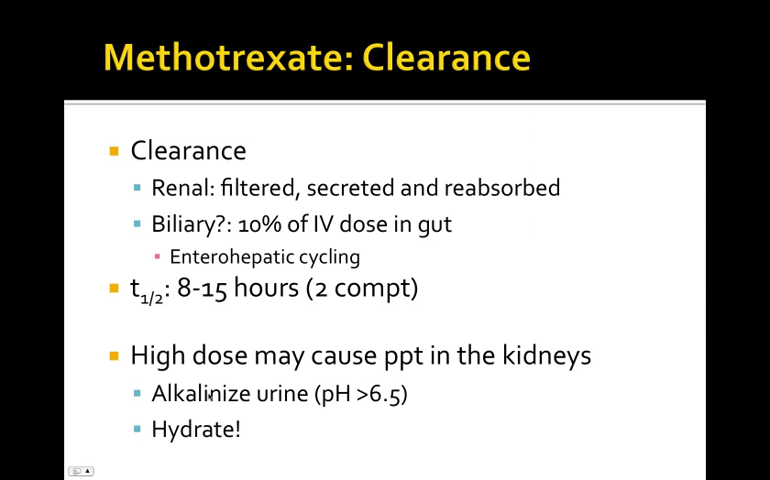 Methotrexate: Clearance
Clearance
Renal: filtered, secreted and reabsorbed
Biliary?: 10% of IV dose in gut
Enterohepatic cycling
t1/2: 8-15 hours (2 compt)
High dose may cause ppt in the kidneys
Alkalinize urine (pH >6.5)
Hydrate!